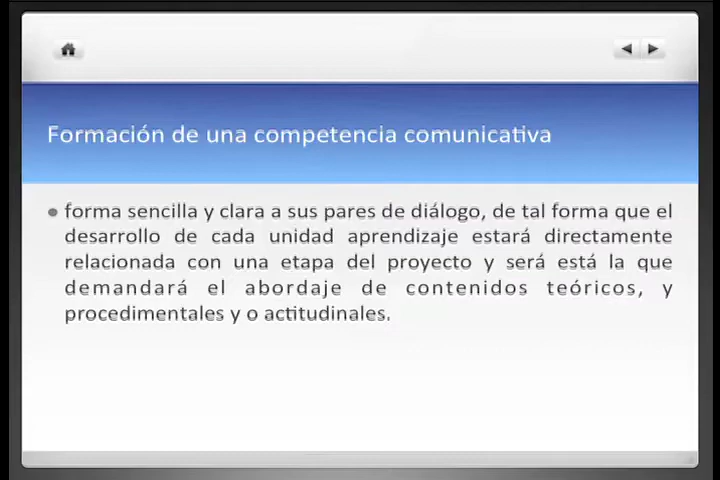 Formación de una competencia comunicativa
forma sencilla y clara a sus pares de diálogo, de tal forma que el
desarrollo de cada unidad aprendizaje estará directamente
relacionada con una etapa del proyecto y será está la que
demandará el abordaje de contenidos teóricos, y
procedimentales y o actitudinales.